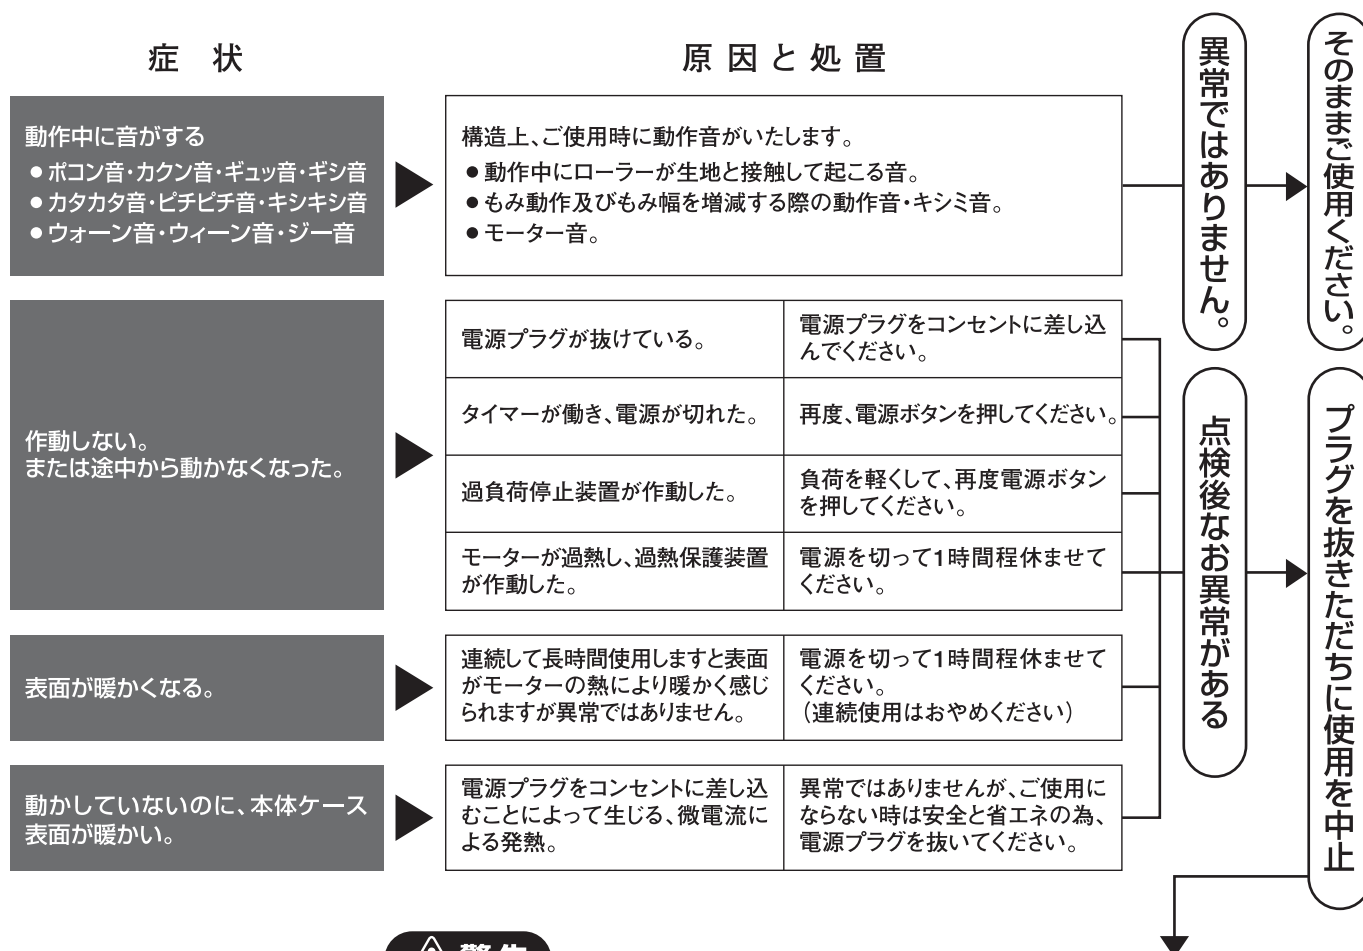 症 状
原因と処置
動作中に音がする
●ポコン音・カクン音・ギュッ音・ギシ音
●カタカタ音・ピチピチ音・キシキシ音
●ウォーン音・ウィーン音・ジー音
構造上、ご使用時に動作音がいたします。
●動作中にローラーが生地と接触して起こる音。
●もみ動作及びもみ幅を増減する際の動作音・キシミ音。
●モーター音。
異常ではありません。
そのままご使用ください。
作動しない。
または途中から動かなくなった。
電源プラグが抜けている。
電源プラグをコンセントに差し込
んでください。
タイマーが働き、電源が切れた。
再度、電源ボタンを押してください。
過負荷停止装置が作動した。
負荷を軽くして、再度電源ボタン
を押してください。
モーターが過熱し、過熱保護装置
が作動した。
電源を切って1時間程休ませて
ください。
表面が暖かくなる。
連続して長時間使用しますと表面
がモーターの熱により暖かく感じ
られますが異常ではありません。
電源を切って1時間程休ませて
ください。
（連続使用はおやめください）
動かしていないのに、本体ケース
表面が暖かい。
電源プラグをコンセントに差し込
むことによって生じる、微電流に
よる発熱。
異常ではありませんが、ご使用に
ならない時は安全と省エネの為、
電源プラグを抜いてください。
点検後なお異常がある
プラグを抜きただちに使用を中止